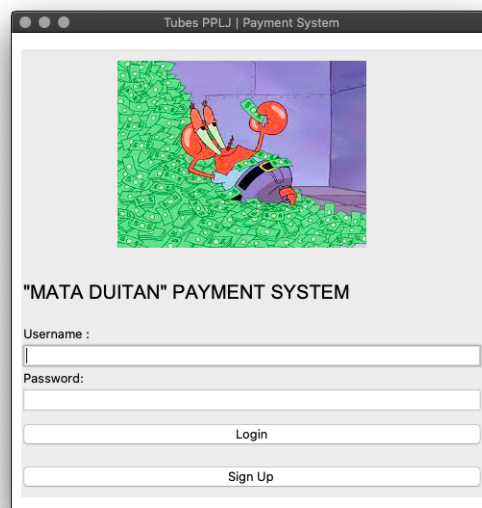 Tubes PPLJ | Payment System
"MATA DUITAN" PAYMENT SYSTEM
Username :
Password:
Login
Sign Up